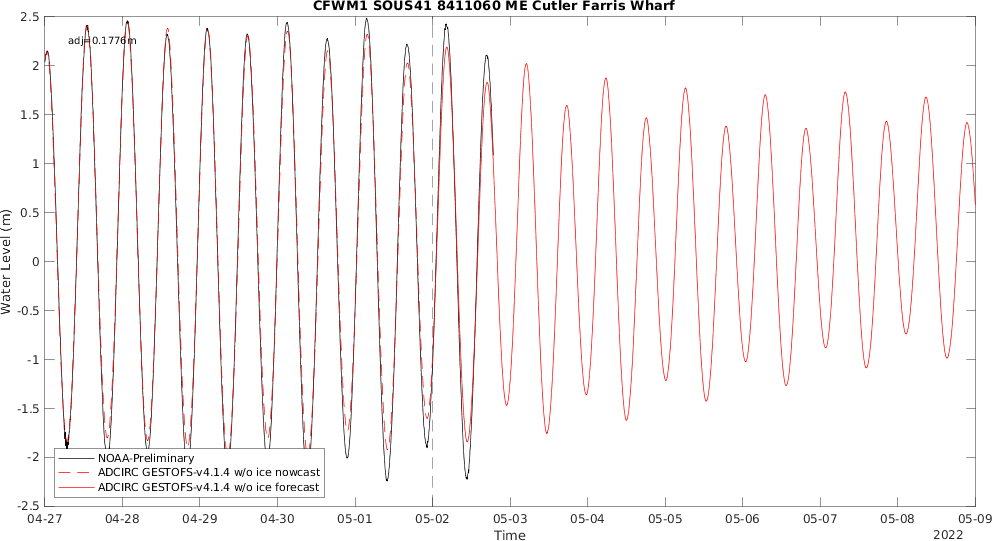 CFWM1 SOUS41 8411060 ME Cutler Farris Wharf
adj=0.1776m
Water Level (m)
2.5
2
1.5
1
0.5
0
-0.5
-1
-1.5
-2
-2.5
NOAA-Preliminary
ADCIRC GESTOFS-v4.1.4 w/o ice nowcast
ADCIRC GESTOFS-v4.1.4 w/o ice forecast
04-27 04-28 04-29 04-30 05-01 05-02 05-03 05-04 05-05 05-06 05-07 05-08 05-09
Time
2022